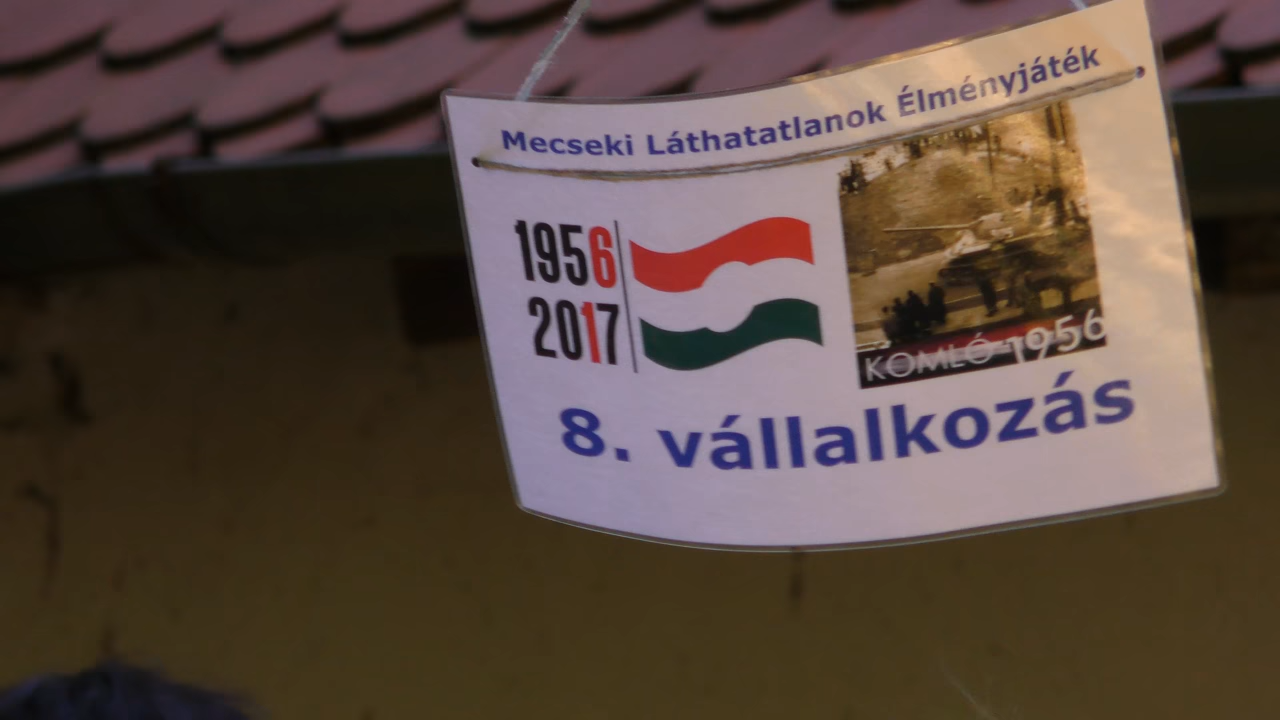 Mecseki Láthatatlanok Élményjáték
1956
2017
KOMLÓ 1956
8. vállalkozás